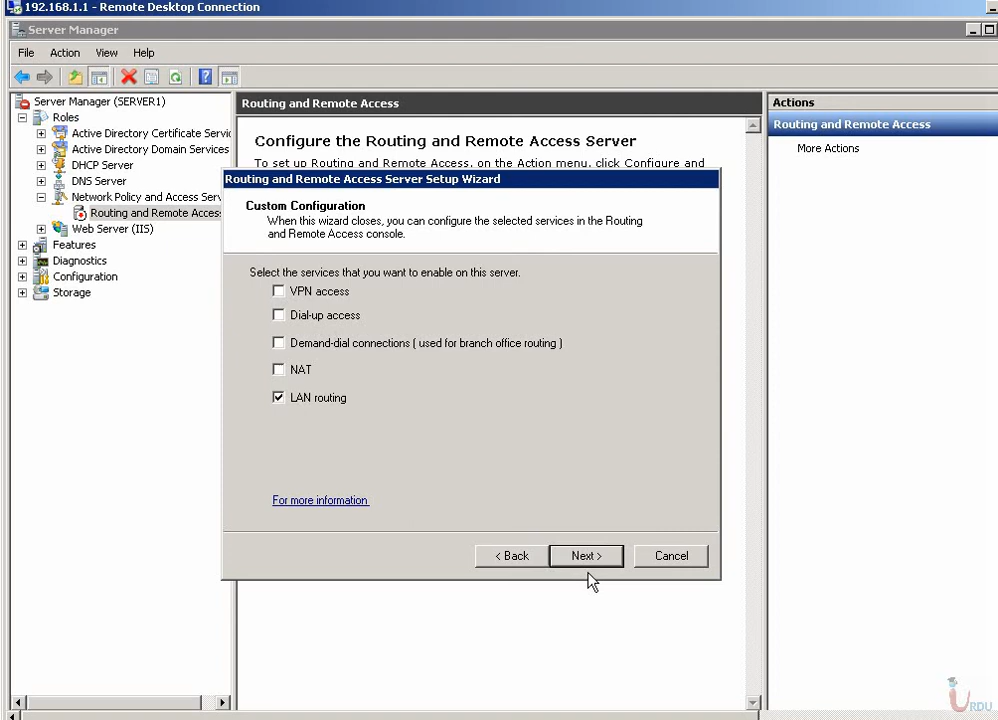 192.168.1.1 - Remote Desktop Connection
Server Manager
File Action View Help
Server Manager (SERVER1)
Roles
Active Directory Certificate Servic
Active Directory Domain Services
DHCP Server
DNS Server
Network Policy and Access Serv
Routing and Remote Access
Web Server (IIS)
Features
Diagnostics
Configuration
Storage
Routing and Remote Access
Configure the Routing and Remote Access Server
To set up Routing and Remote Access, on the Action menu, click Configure and
Routing and Remote Access Server Setup Wizard
Custom Configuration
When this wizard closes, you can configure the selected services in the Routing
and Remote Access console.
Select the services that you want to enable on this server.
VPN access
Dial-up access
Demand-dial connections ( used for branch office routing )
NAT
LAN routing
For more information
< Back Next > Cancel
Actions
Routing and Remote Access
More Actions
URDU